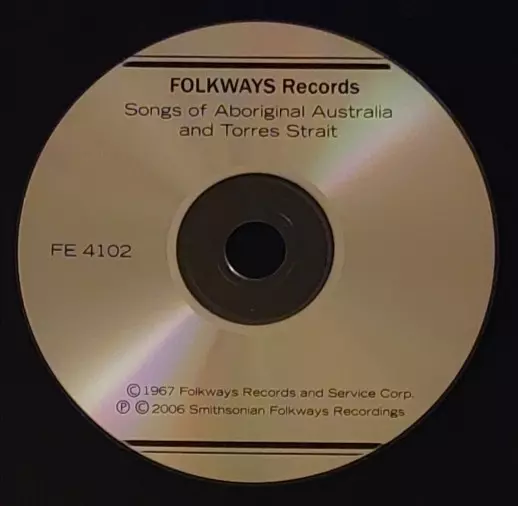 FOLKWAYS Records
Songs of Aboriginal Australia
and Torres Strait
FE 4102
©1967 Folkways Records and Service Corp.
℗ ©2006 Smithsonian Folkways Recordings